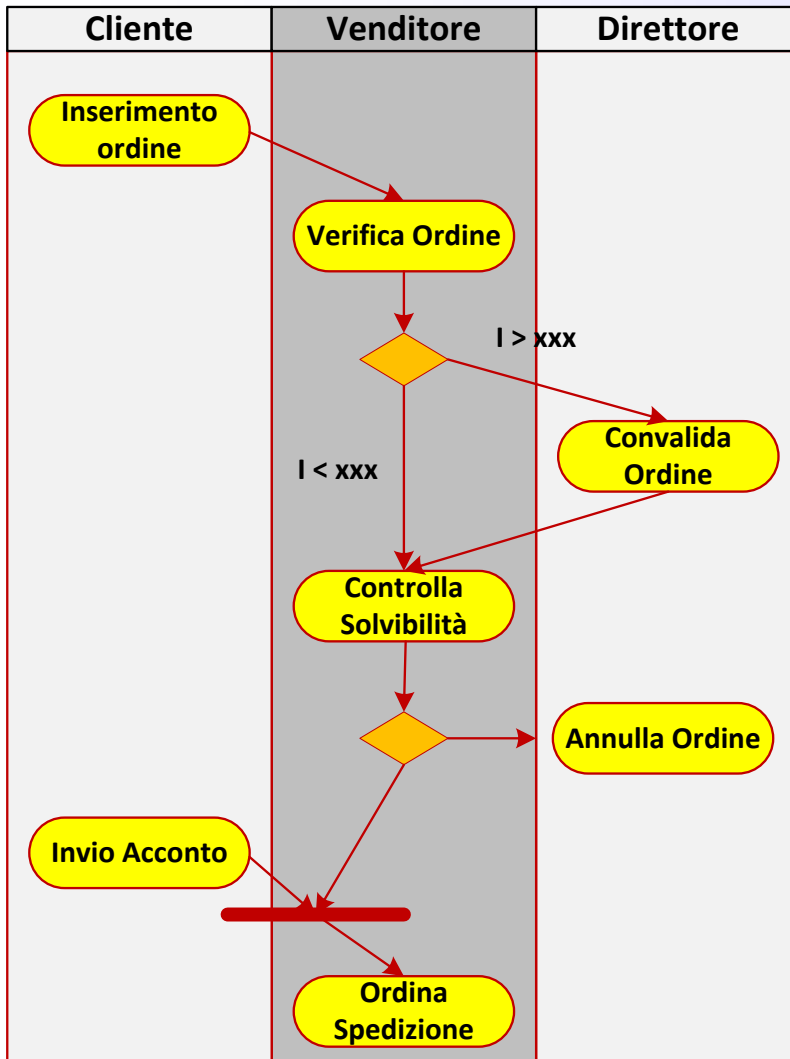 Cliente
Venditore
Direttore
Inserimento
ordine
Verifica Ordine
I > xxx
Convalida
Ordine
I < xxx
Controlla
Solvibilità
Annulla Ordine
Invio Acconto
Ordina
Spedizione